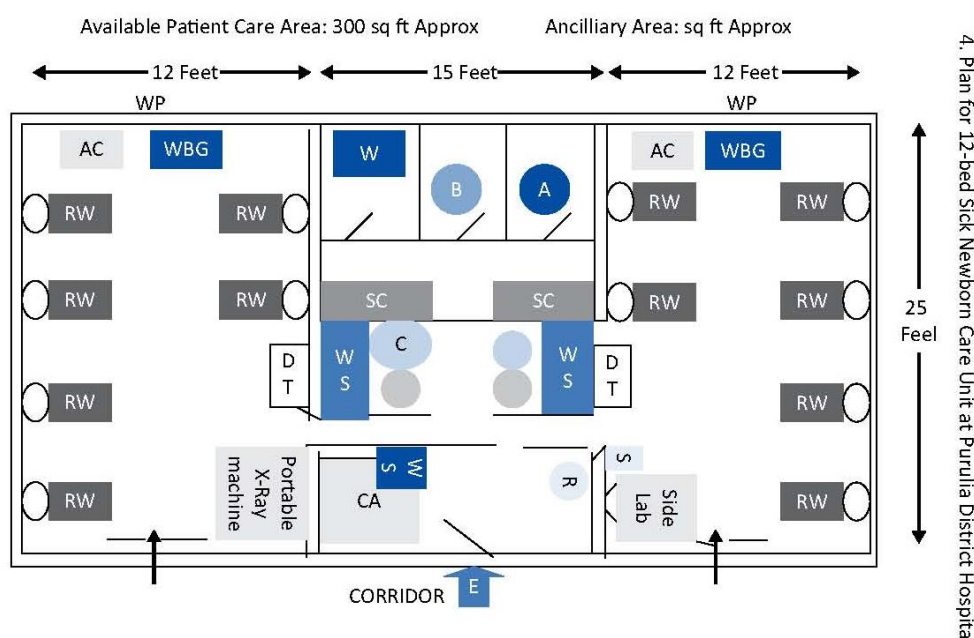 Available Patient Care Area: 300 sq ft Approx
Ancilliary Area: sq ft Approx
12 Feet
15 Feet
12 Feet
WP
WP
AC
WBG
W
B
A
AC
WBG
RW
RW
RW
RW
RW
RW
SC
SC
RW
RW
25
Feel
W
S
C
W
S
D
T
D
T
RW
RW
Portable
X-Ray
machine
W
S
CA
R
S
Side
Lab
RW
RW
CORRIDOR
E
4. Plan for 12-bed Sick Newborn Care Unit at Purulia District Hospita